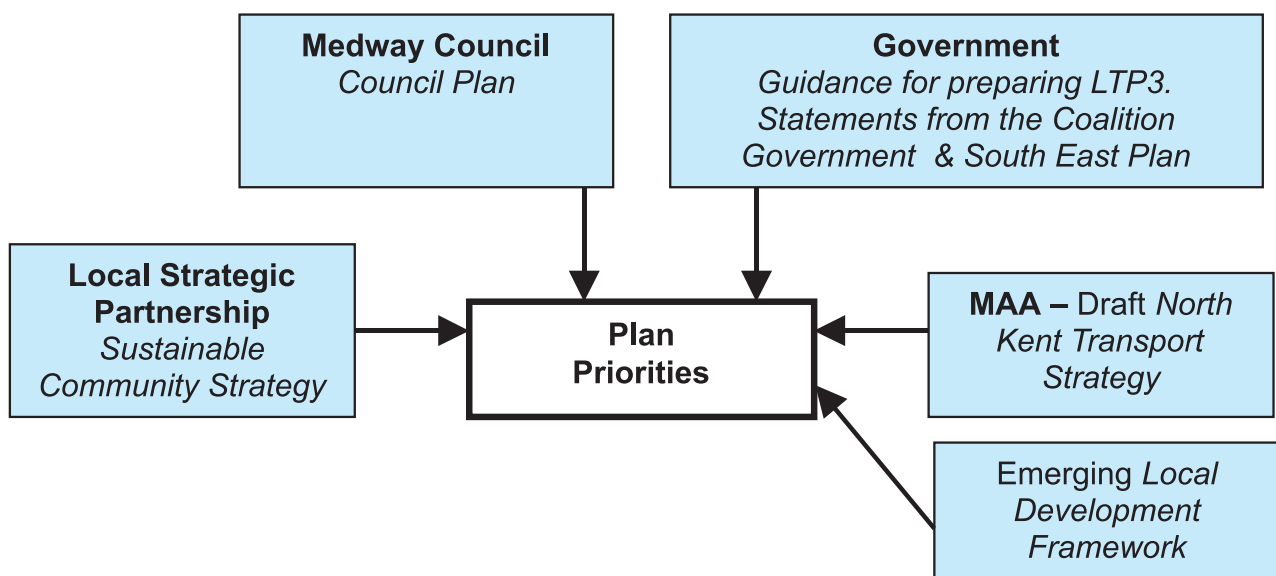 Medway Council
Council Plan
Government
Guidance for preparing LTP3.
Statements from the Coalition
Government & South East Plan
Local Strategic
Partnership
Sustainable
Community Strategy
Plan
Priorities
MAA – Draft North
Kent Transport
Strategy
Emerging Local
Development
Framework